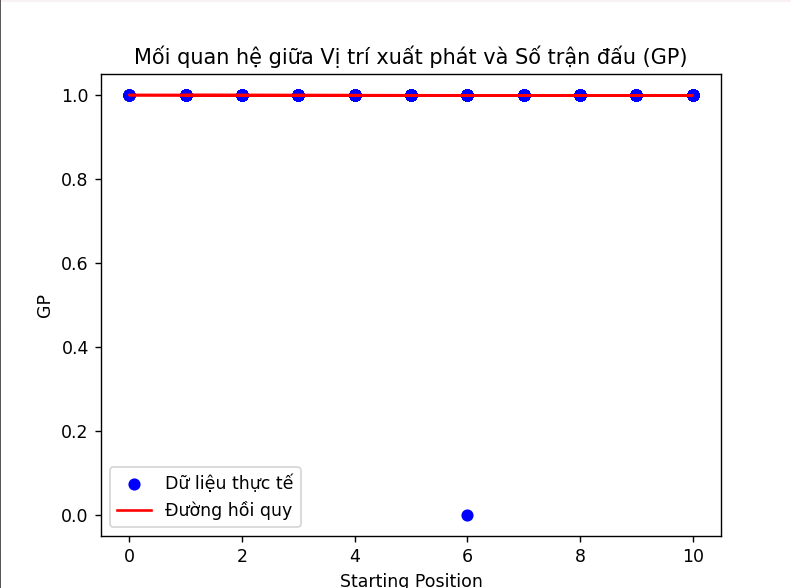 Mối quan hệ giữa Vị trí xuất phát và Số trận đấu (GP)
1.0
0.8
0.6
0.4
0.2
0.0
GP
Dữ liệu thực tế
Đường hồi quy
0 2 4 6 8 10
Starting Position